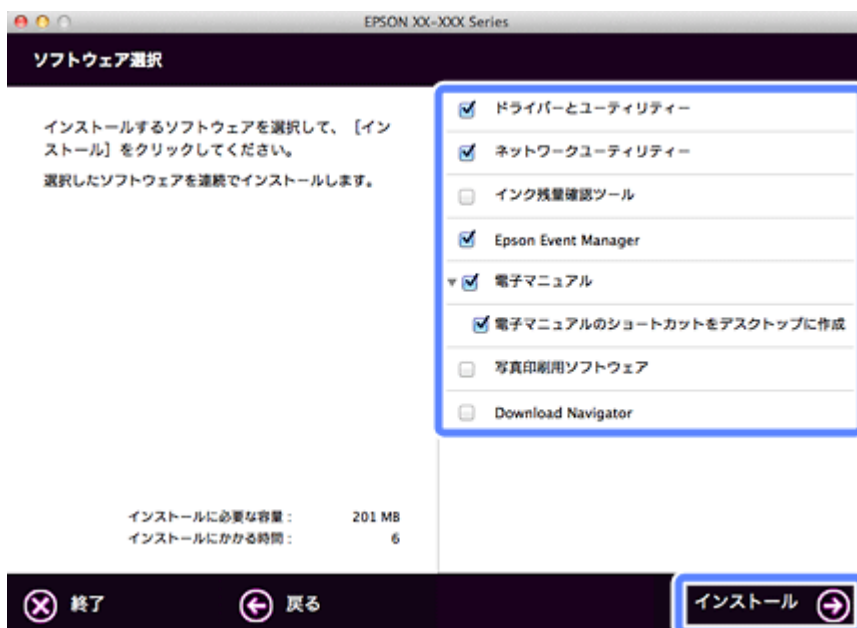 EPSON XX-XXX Series
ソフトウェア選択
インストールするソフトウェアを選択して、［イン
ストール］をクリックしてください。
選択したソフトウェアを連続でインストールします。
ドライバーとユーティリティー
ネットワークユーティリティー
インク残量確認ツール
Epson Event Manager
電子マニュアル
電子マニュアルのショートカットをデスクトップに作成
写真印刷用ソフトウェア
Download Navigator
インストールに必要な容量： 201 MB
インストールにかかる時間： 6
終了
戻る
インストール